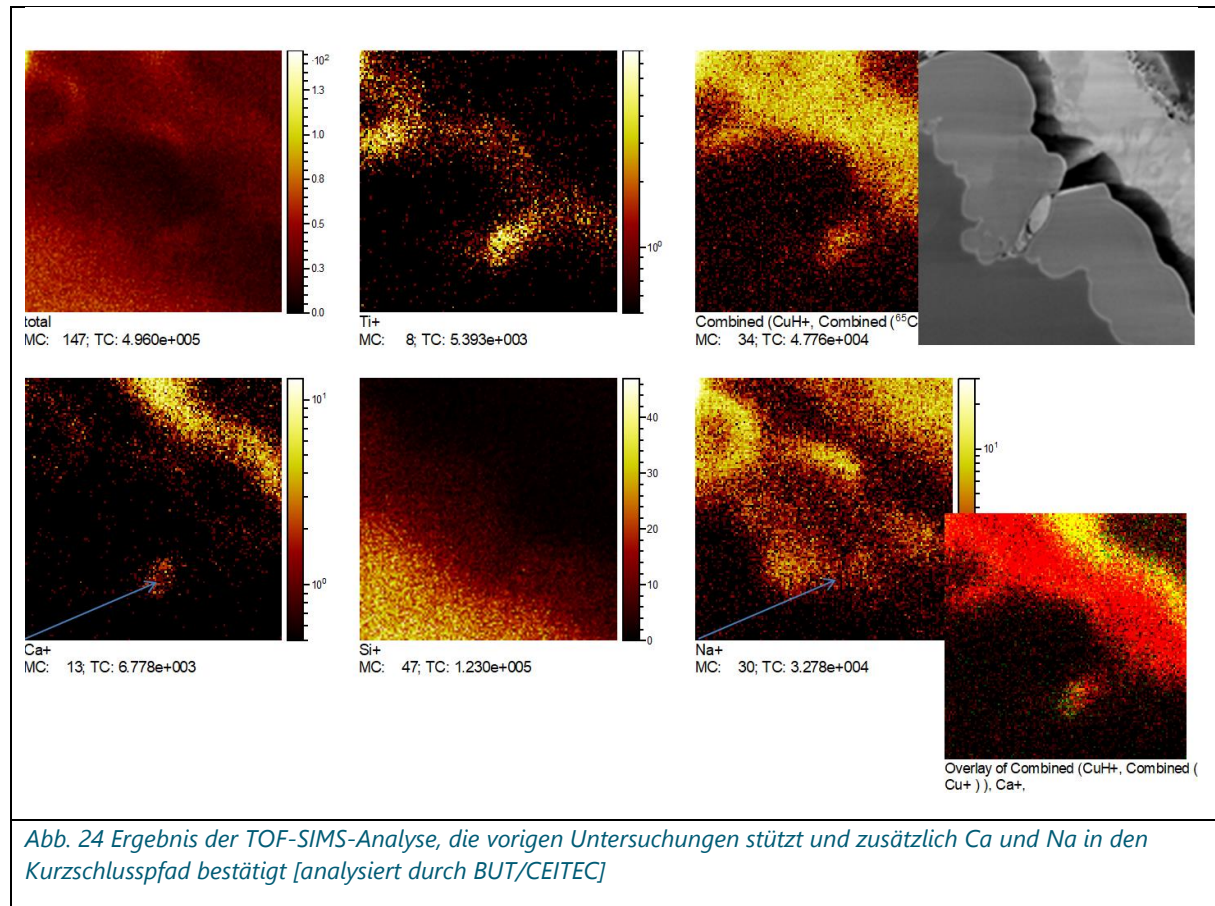 ·10²
1.3
1.0
0.8
0.5
0.3
0.0
total
MC: 147; TC: 4.960e+005
10⁰
Ti+
MC: 8; TC: 5.393e+003
Combined (CuH+, Combined (⁶⁵C
MC: 34; TC: 4.776e+004
10¹
10⁰
Ca+
MC: 13; TC: 6.778e+003
40
30
20
10
0
Si+
MC: 47; TC: 1.230e+005
10¹
Na+
MC: 30; TC: 3.278e+004
Overlay of Combined (CuH+, Combined (
Cu+ ) ), Ca+,
Abb. 24 Ergebnis der TOF-SIMS-Analyse, die vorigen Untersuchungen stützt und zusätzlich Ca und Na in den
Kurzschlusspfad bestätigt [analysiert durch BUT/CEITEC]